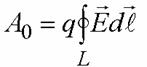 A₀ = q∮E⃗dℓ⃗
L